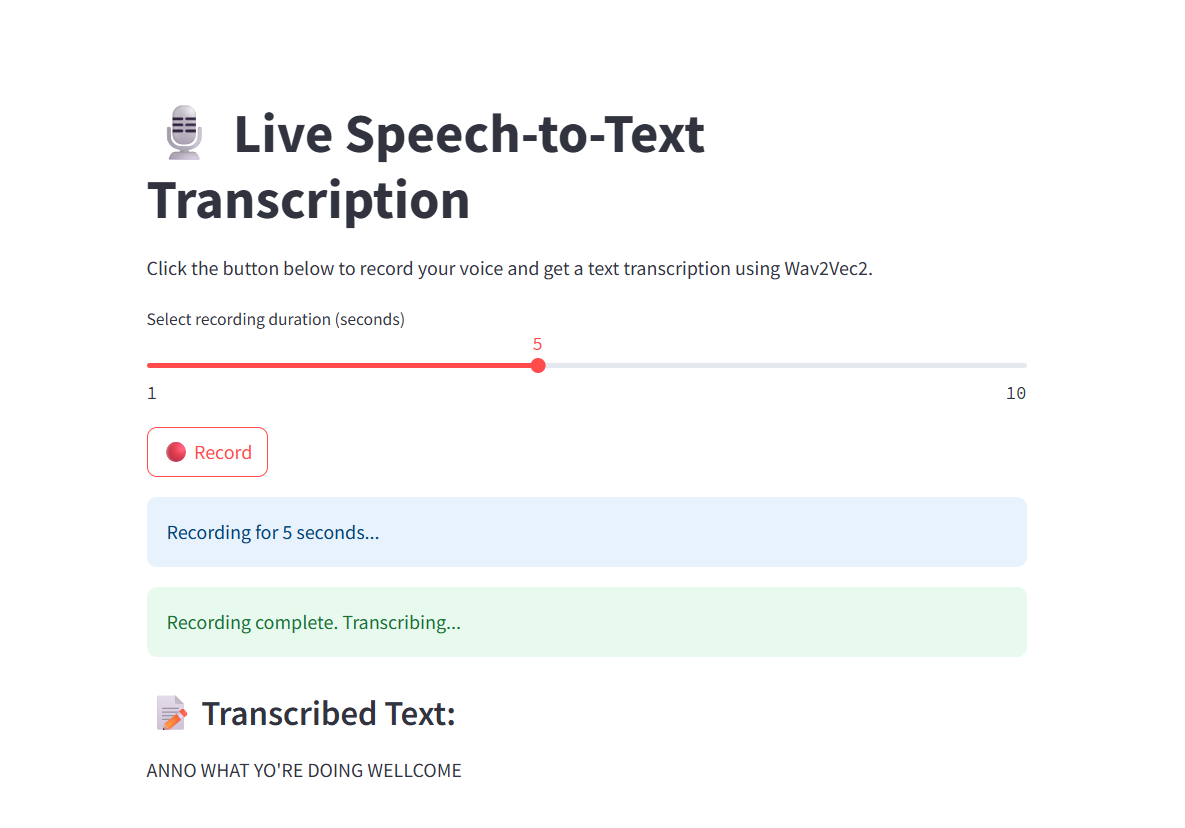 Live Speech-to-Text
Transcription
Click the button below to record your voice and get a text transcription using Wav2Vec2.
Select recording duration (seconds)
5
1 10
Record
Recording for 5 seconds...
Recording complete. Transcribing...
Transcribed Text:
ANNO WHAT YO'RE DOING WELLCOME